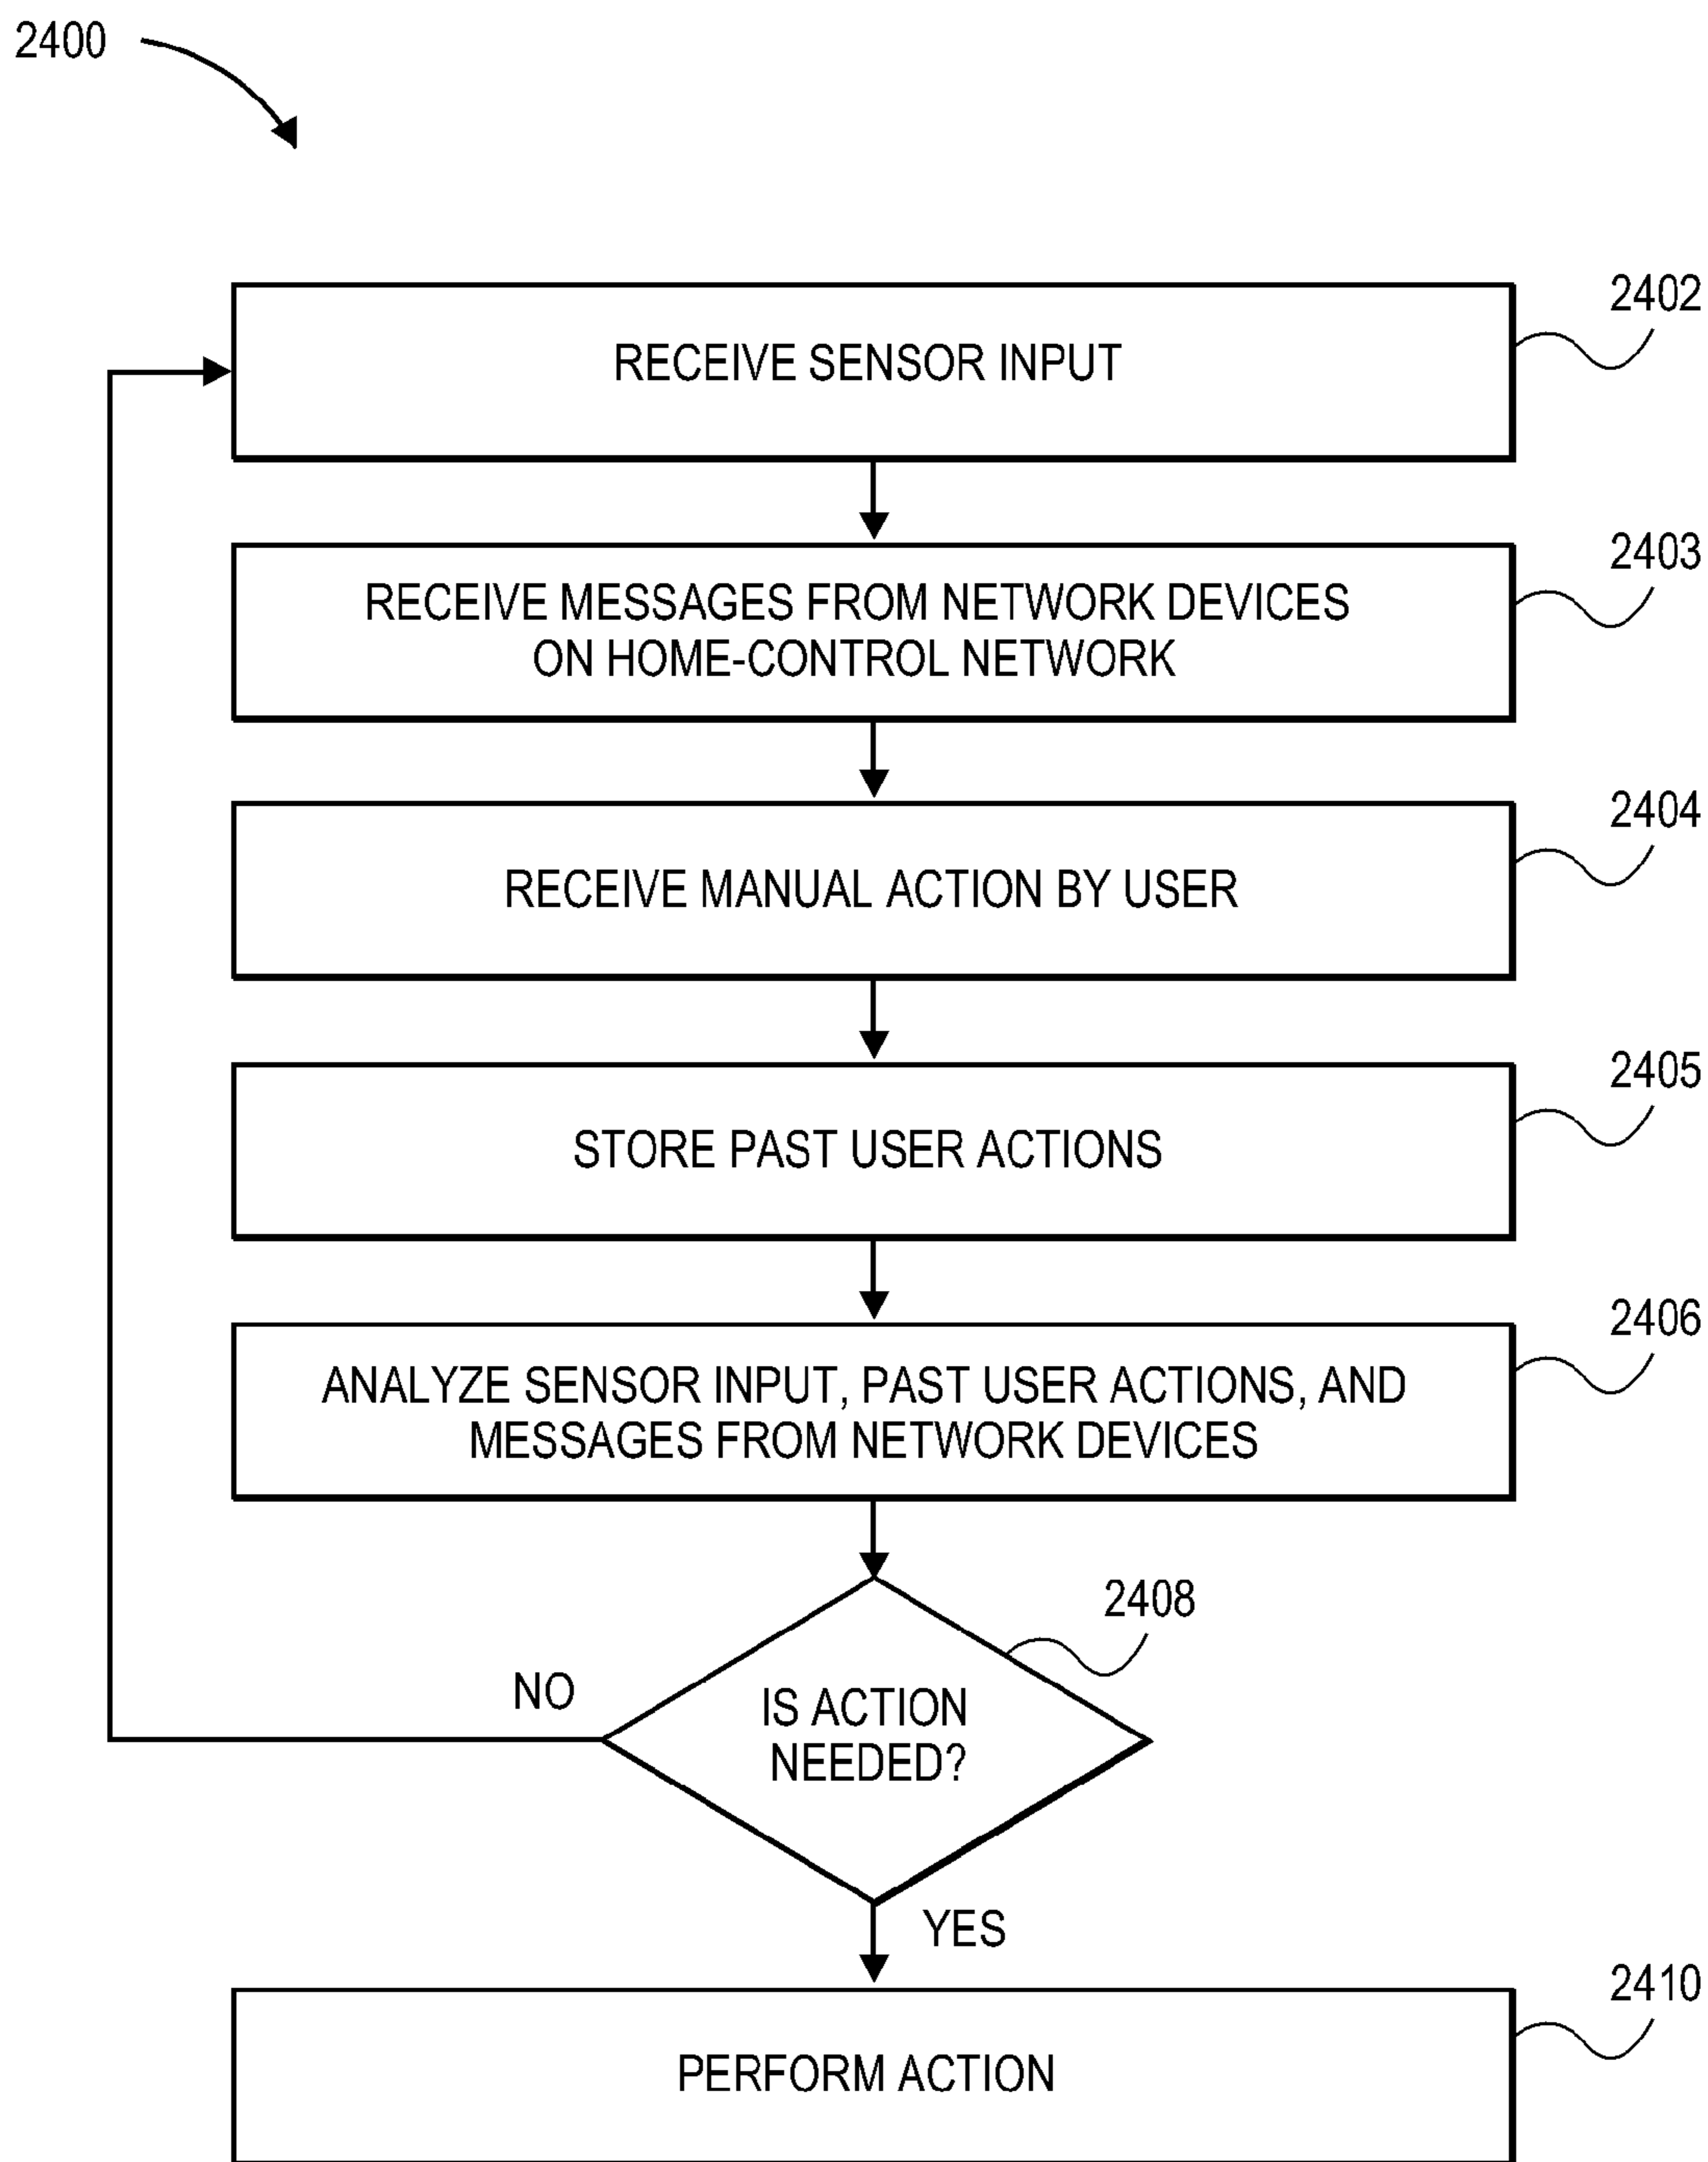 2400
2402
RECEIVE SENSOR INPUT
2403
RECEIVE MESSAGES FROM NETWORK DEVICES
ON HOME-CONTROL NETWORK
2404
RECEIVE MANUAL ACTION BY USER
2405
STORE PAST USER ACTIONS
2406
ANALYZE SENSOR INPUT, PAST USER ACTIONS, AND
MESSAGES FROM NETWORK DEVICES
2408
NO
IS ACTION
NEEDED?
YES
2410
PERFORM ACTION